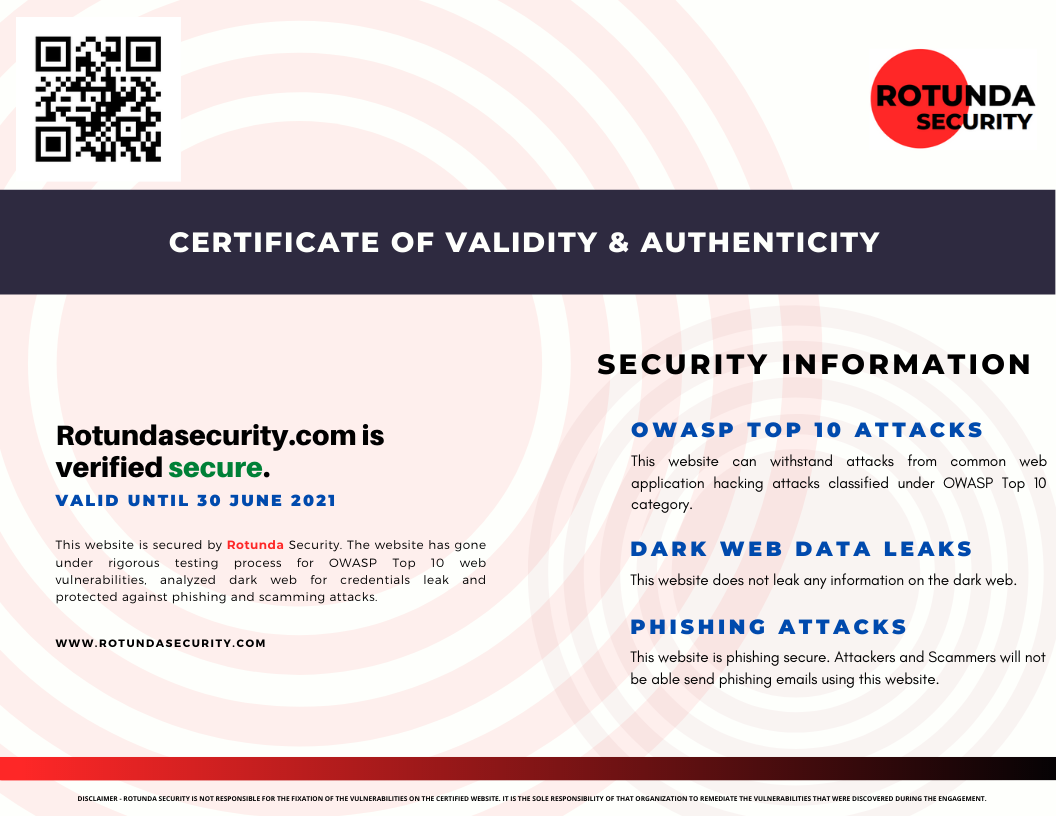 ROTUNDA
SECURITY
CERTIFICATE OF VALIDITY & AUTHENTICITY
Rotundasecurity.com is
verified secure.
VALID UNTIL 30 JUNE 2021
This website is secured by Rotunda Security. The website has gone
under rigorous testing process for OWASP Top 10 web
vulnerabilities, analyzed dark web for credentials leak and
protected against phishing and scamming attacks.
WWW.ROTUNDASECURITY.COM
SECURITY INFORMATION
OWASP TOP 10 ATTACKS
This website can withstand attacks from common web
application hacking attacks classified under OWASP Top 10
category.
DARK WEB DATA LEAKS
This website does not leak any information on the dark web.
PHISHING ATTACKS
This website is phishing secure. Attackers and Scammers will not
be able send phishing emails using this website.
DISCLAIMER - ROTUNDA SECURITY IS NOT RESPONSIBLE FOR THE FIXATION OF THE VULNERABILITIES ON THE CERTIFIED WEBSITE. IT IS THE SOLE RESPONSIBILITY OF THAT ORGANIZATION TO REMEDIATE THE VULNERABILITIES THAT WERE DISCOVERED DURING THE ENGAGEMENT.